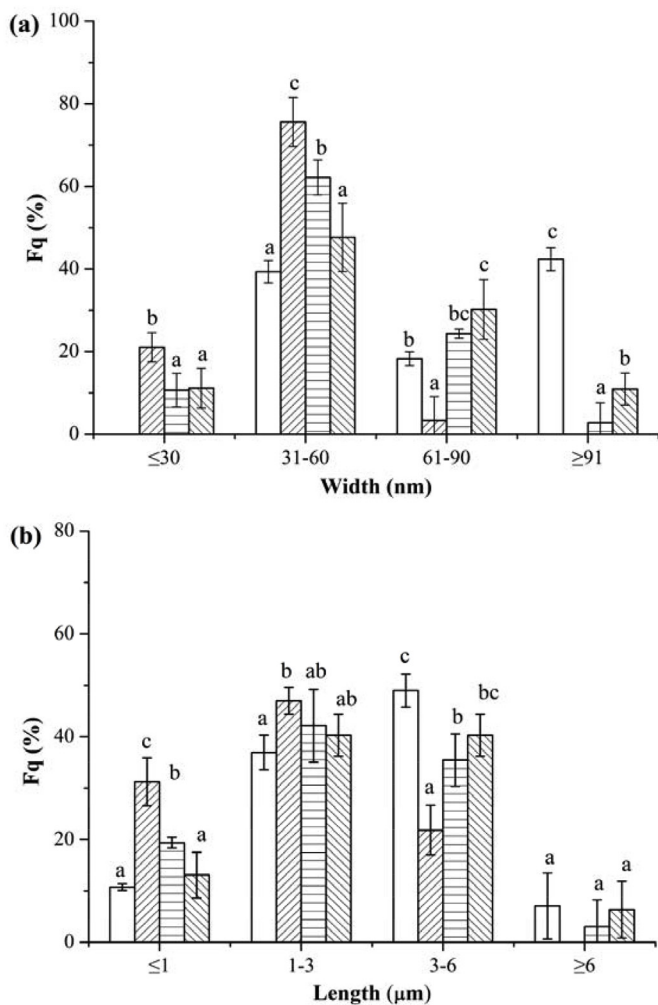 (a)
100
80
60
40
20
0
Fq (%)
b a a
a c b a
b a bc c
c a b
≤30 31-60 61-90 ≥91
Width (nm)
(b)
80
60
40
20
0
Fq (%)
a c b a
a b ab ab
c a b bc
a a a
≤1 1-3 3-6 ≥6
Length (μm)